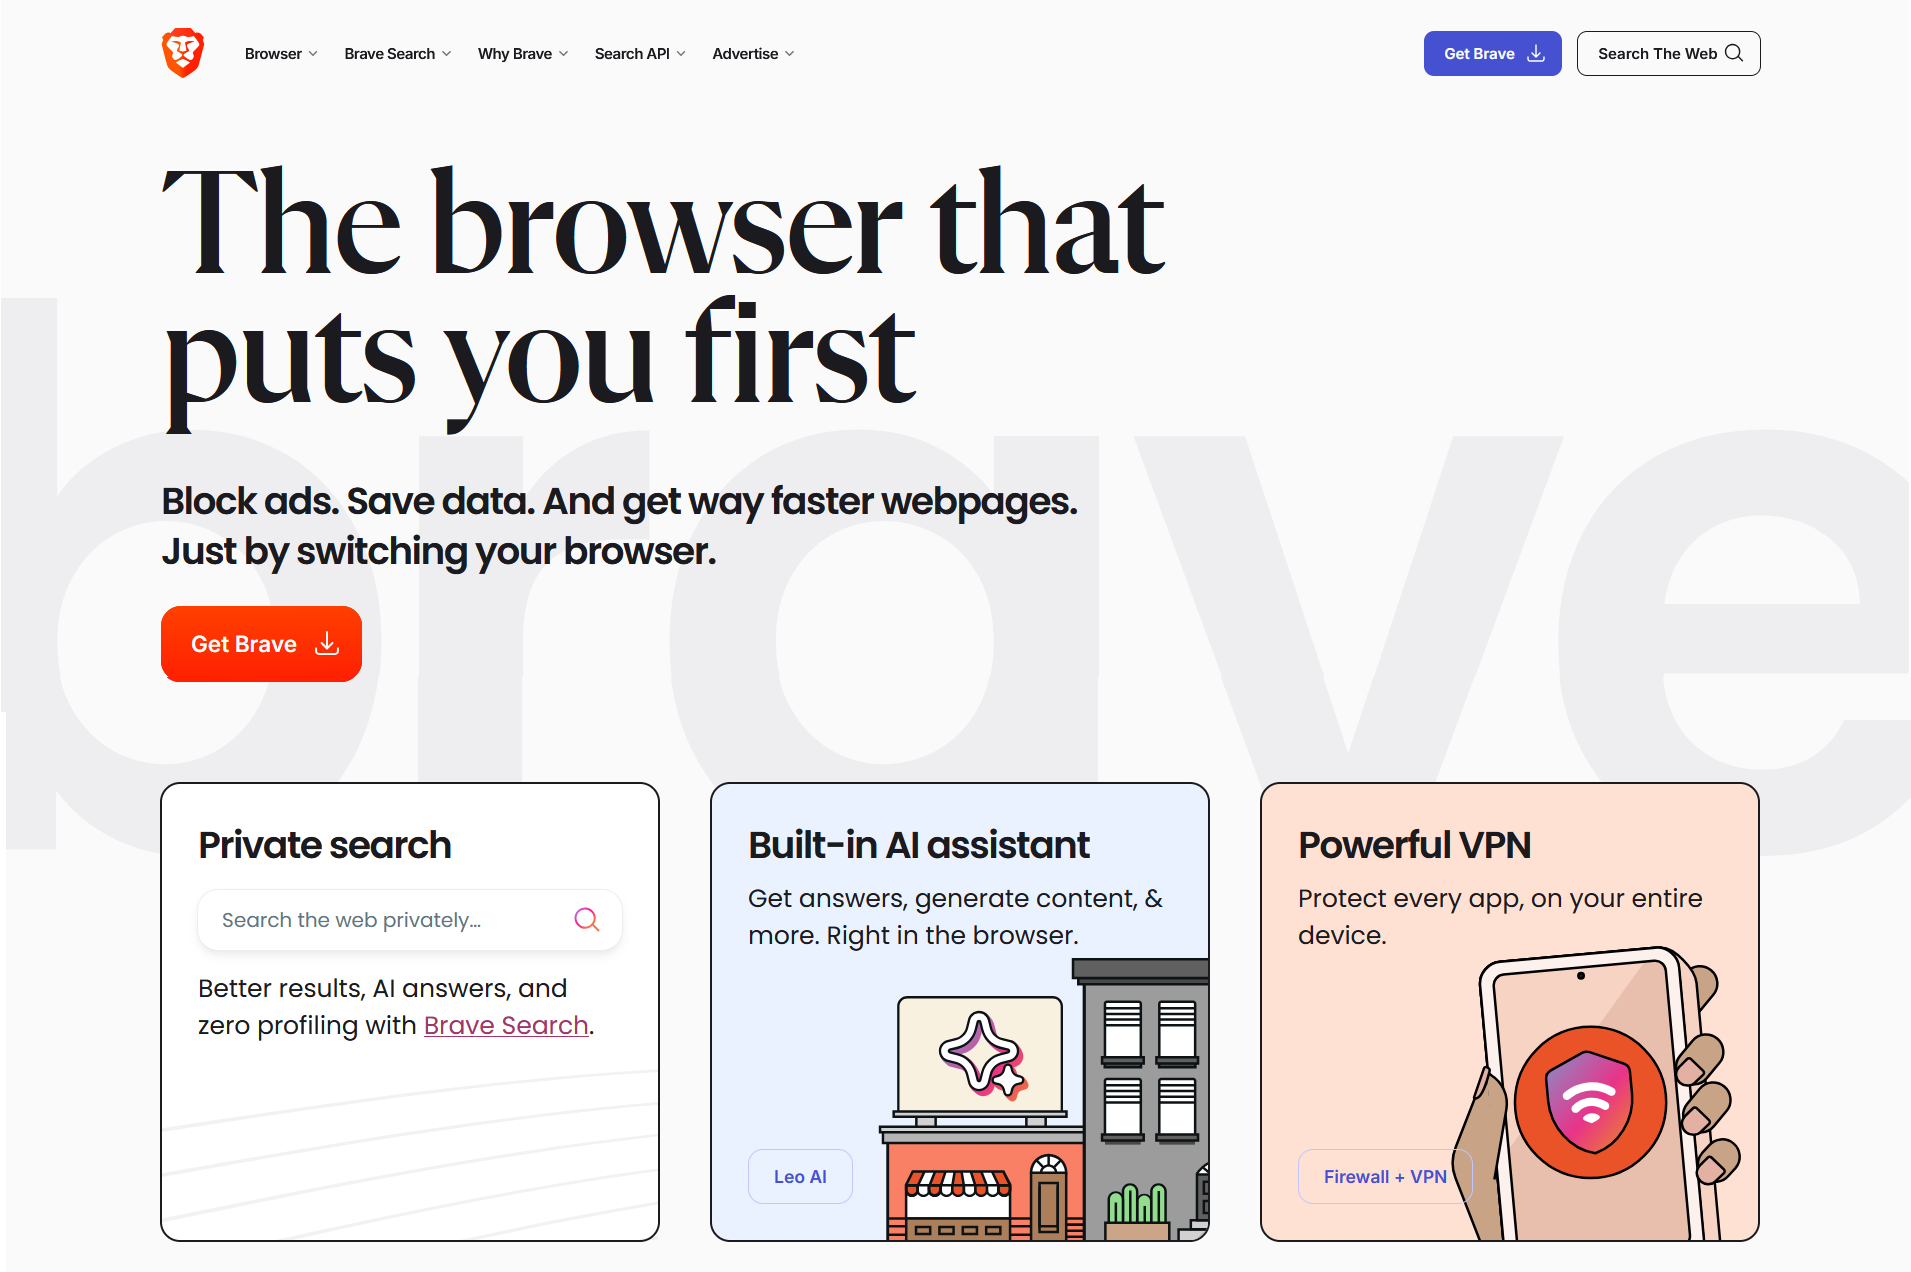 Browser
Brave Search
Why Brave
Search API
Advertise
Get Brave
Search The Web
The browser that
puts you first
brave
Block ads. Save data. And get way faster webpages.
Just by switching your browser.
Get Brave
Private search
Search the web privately...
Better results, AI answers, and
zero profiling with Brave Search.
Built-in AI assistant
Get answers, generate content, &
more. Right in the browser.
Leo AI
Powerful VPN
Protect every app, on your entire
device.
Firewall + VPN